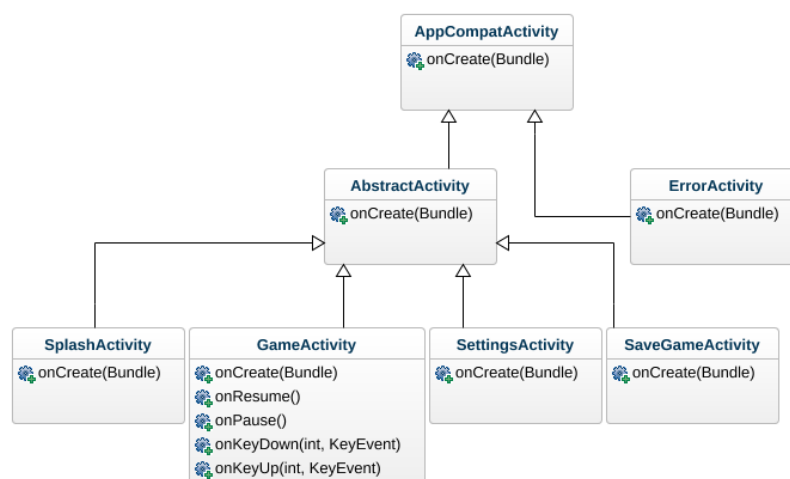 AppCompatActivity
onCreate(Bundle)
AbstractActivity
onCreate(Bundle)
ErrorActivity
onCreate(Bundle)
SplashActivity
onCreate(Bundle)
GameActivity
onCreate(Bundle)
onResume()
onPause()
onKeyDown(int, KeyEvent)
onKeyUp(int, KeyEvent)
SettingsActivity
onCreate(Bundle)
SaveGameActivity
onCreate(Bundle)